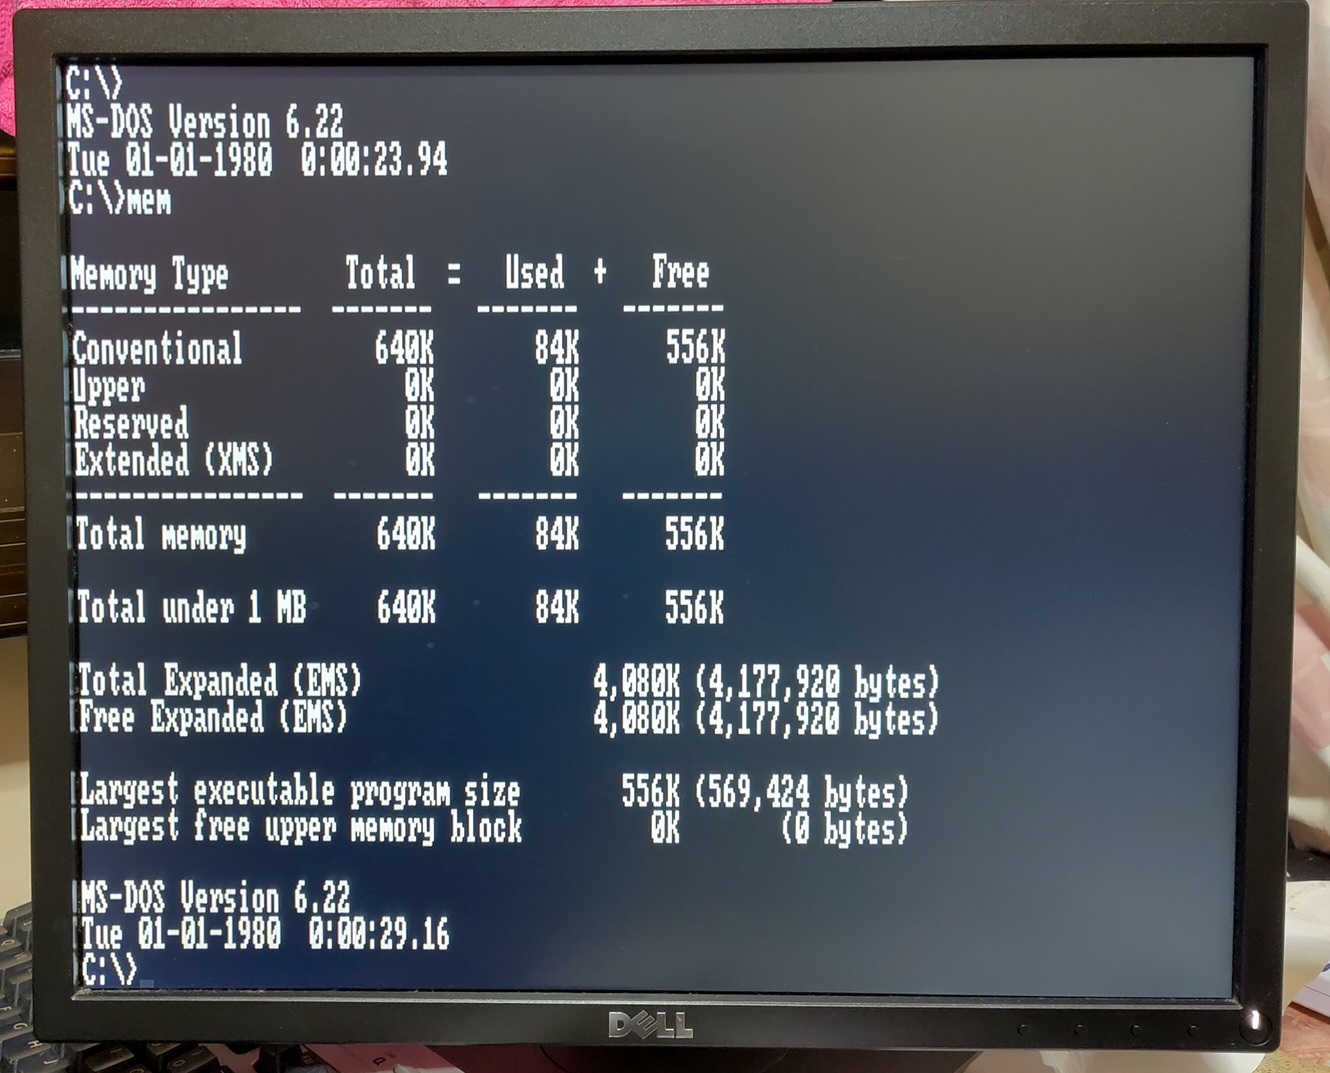 C:\>
MS-DOS Version 6.22
Tue 01-01-1980  0:00:23.94
C:\>mem

Memory Type        Total  =   Used  +   Free
----------------  -------   -------   -------
Conventional         640K       84K      556K
Upper                  0K        0K        0K
Reserved               0K        0K        0K
Extended (XMS)         0K        0K        0K
----------------  -------   -------   -------
Total memory         640K       84K      556K

Total under 1 MB     640K       84K      556K

Total Expanded (EMS)                4,080K (4,177,920 bytes)
Free Expanded (EMS)                 4,080K (4,177,920 bytes)

Largest executable program size       556K (569,424 bytes)
Largest free upper memory block         0K       (0 bytes)

MS-DOS Version 6.22
Tue 01-01-1980  0:00:29.16
C:\>
DELL